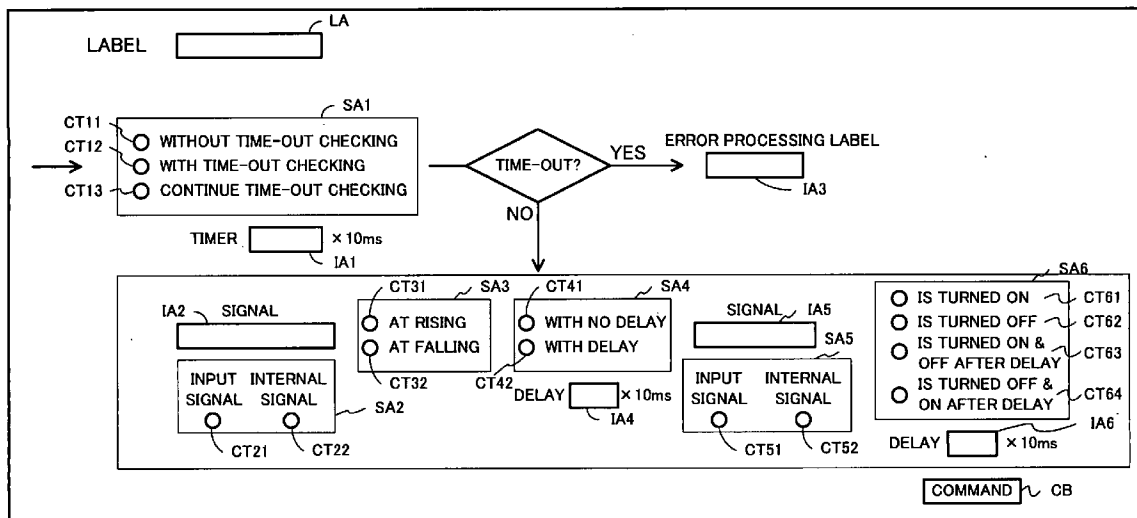 LA
LABEL
SA1
CT11
WITHOUT TIME-OUT CHECKING
CT12
WITH TIME-OUT CHECKING
CT13
CONTINUE TIME-OUT CHECKING
TIME-OUT?
YES
NO
ERROR PROCESSING LABEL
IA3
TIMER
×10ms
IA1
IA2
SIGNAL
CT31
SA3
AT RISING
AT FALLING
CT32
CT41
SA4
WITH NO DELAY
WITH DELAY
CT42
DELAY
×10ms
IA4
INPUT SIGNAL
INTERNAL SIGNAL
SA2
CT21
CT22
SIGNAL
IA5
SA5
INPUT SIGNAL
INTERNAL SIGNAL
CT51
CT52
SA6
IS TURNED ON
CT61
IS TURNED OFF
CT62
IS TURNED ON &
OFF AFTER DELAY
CT63
IS TURNED OFF &
ON AFTER DELAY
CT64
IA6
DELAY
×10ms
COMMAND
CB